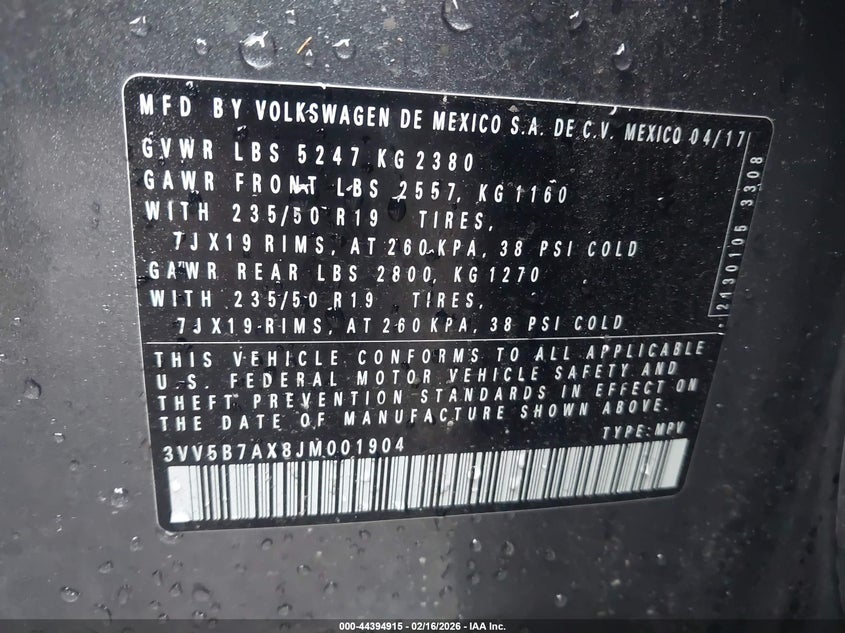 MFD BY VOLKSWAGEN DE MEXICO S.A. DE C.V. MEXICO 04/17
GVWR LBS 5247 KG 2380
GAWR FRONT LBS 2557, KG 1160
WITH 235/50 R19 TIRES,
7JX19 RIMS, AT 260 KPA, 38 PSI COLD
GAWR REAR LBS 2800, KG 1270
WITH 235/50 R19 TIRES,
7JX19 RIMS, AT 260 KPA, 38 PSI COLD
2130105 3308
THIS VEHICLE CONFORMS TO ALL APPLICABLE
U.S. FEDERAL MOTOR VEHICLE SAFETY AND
THEFT PREVENTION STANDARDS IN EFFECT ON
THE DATE OF MANUFACTURE SHOWN ABOVE.
TYPE: MPV
3VV5B7AX8JM001904
000-44394915 - 02/16/2026 - IAA Inc.